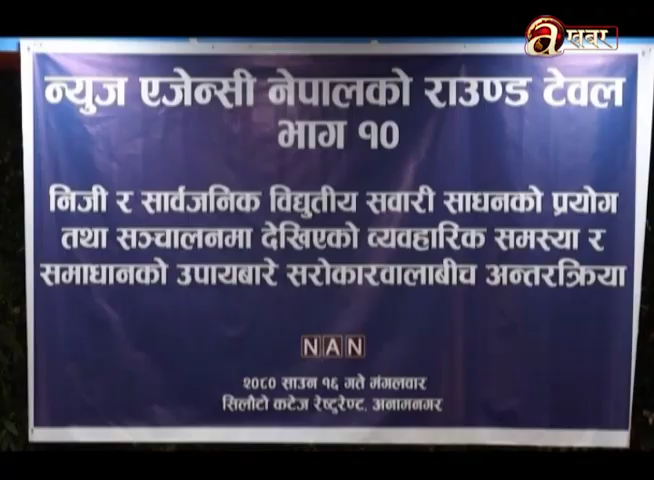 a खबर
न्युज एजेन्सी नेपालको राउण्ड टेवल
भाग १०
निजी र सार्वजनिक विद्युतीय सवारी साधनको प्रयोग
तथा सञ्चालनमा देखिएको व्यवहारिक समस्या र
समाधानको उपायबारे सरोकारवालाबीच अन्तरक्रिया
NAN
२०८० साउन १६ गते मंगलवार
सिलौटो कटेज रेष्टुरेण्ट, अनामनगर